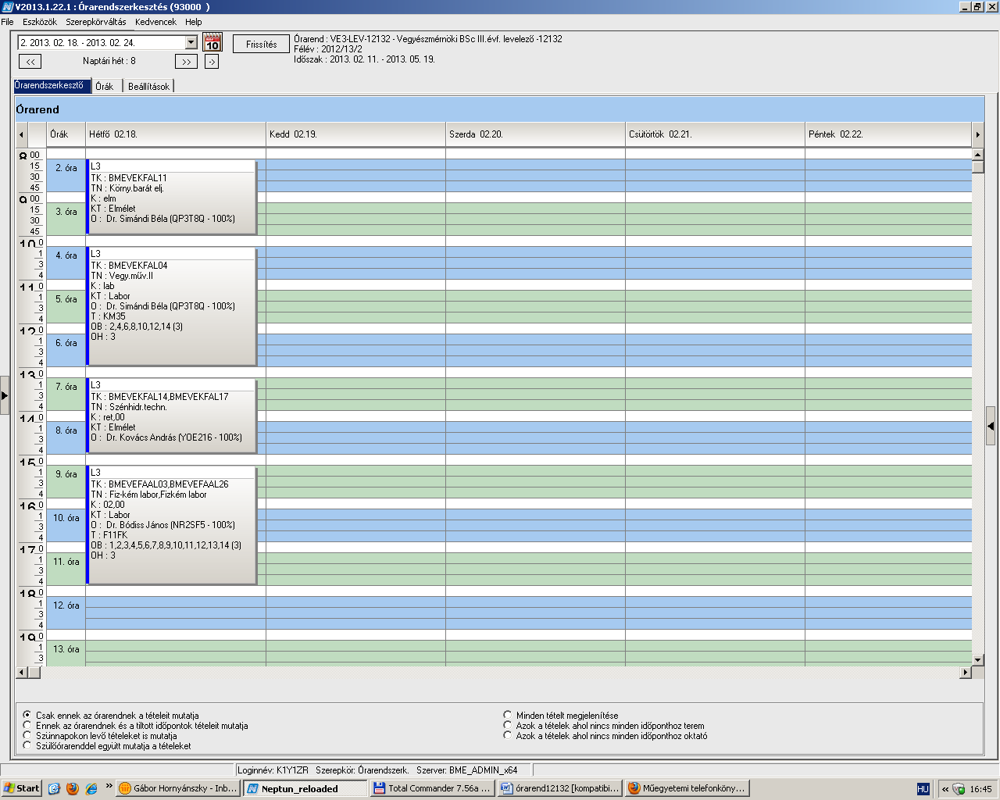 V2013.1.22.1 : Órarendszerkesztés (93000  )
File Eszközök Szerepkörváltás Kedvencek Help
2. 2013. 02. 18. - 2013. 02. 24.
10
Frissítés
Órarend : VE3-LEV-12132 - Vegyészmérnöki BSc III.évf. levelező -12132
Félév : 2012/13/2
Időszak : 2013. 02. 11. - 2013. 05. 19.
<< Naptári hét : 8 >> ->
Órarendszerkesztő Órák Beállítások
Órarend
Órák Hétfő 02.18. Kedd 02.19. Szerda 02.20. Csütörtök 02.21. Péntek 02.22.
8 00
15
30
45
2. óra
L3
TK : BMEVEKFAL11
TN : Körny.barát elj.
K : elm
KT : Elmélet
O :  Dr. Simándi Béla (QP3T8Q - 100%)
9 00
15
30
45
3. óra
10 0
1
3
4
4. óra
L3
TK : BMEVEKFAL04
TN : Vegy.műv.II
K : lab
KT : Labor
O :  Dr. Simándi Béla (QP3T8Q - 100%)
T : KM35
OB : 2,4,6,8,10,12,14 (3)
OH : 3
11 0
1
3
4
5. óra
12 0
1
3
4
6. óra
13 0
1
3
4
7. óra
L3
TK : BMEVEKFAL14,BMEVEKFAL17
TN : Szénhidr.techn.
K : ret,00
KT : Elmélet
O :  Dr. Kovács András (YOE216 - 100%)
14 0
1
3
4
8. óra
15 0
1
3
4
9. óra
L3
TK : BMEVEFAAL03,BMEVEFAAL26
TN : Fiz-kém labor,Fizkém labor
K : 02,00
KT : Labor
O :  Dr. Bódiss János (NR2SF5 - 100%)
T : F11FK
OB : 1,2,3,4,5,6,7,8,9,10,11,12,13,14 (3)
OH : 3
16 0
1
3
4
10. óra
17 0
1
3
4
11. óra
18 0
1
3
4
12. óra
19 0
1
3
13. óra
Csak ennek az órarendnek a tételeit mutatja
Ennek az órarendnek és a tiltott időpontok tételeit mutatja
Szünnapokon levő tételeket is mutatja
Szülőórarenddel együtt mutatja a tételeket
Minden tételt megjelenítése
Azok a tételek ahol nincs minden időponthoz terem
Azok a tételek ahol nincs minden időponthoz oktató
Loginnév: K1Y1ZR Szerepkör: Órarendszerk. Szerver: BME_ADMIN_x64
Start » Gábor Hornyánszky - Inb... Neptun_reloaded Total Commander 7.56a ... órarend12132 [kompatibi... Műegyetemi telefonköny... HU « 16:45